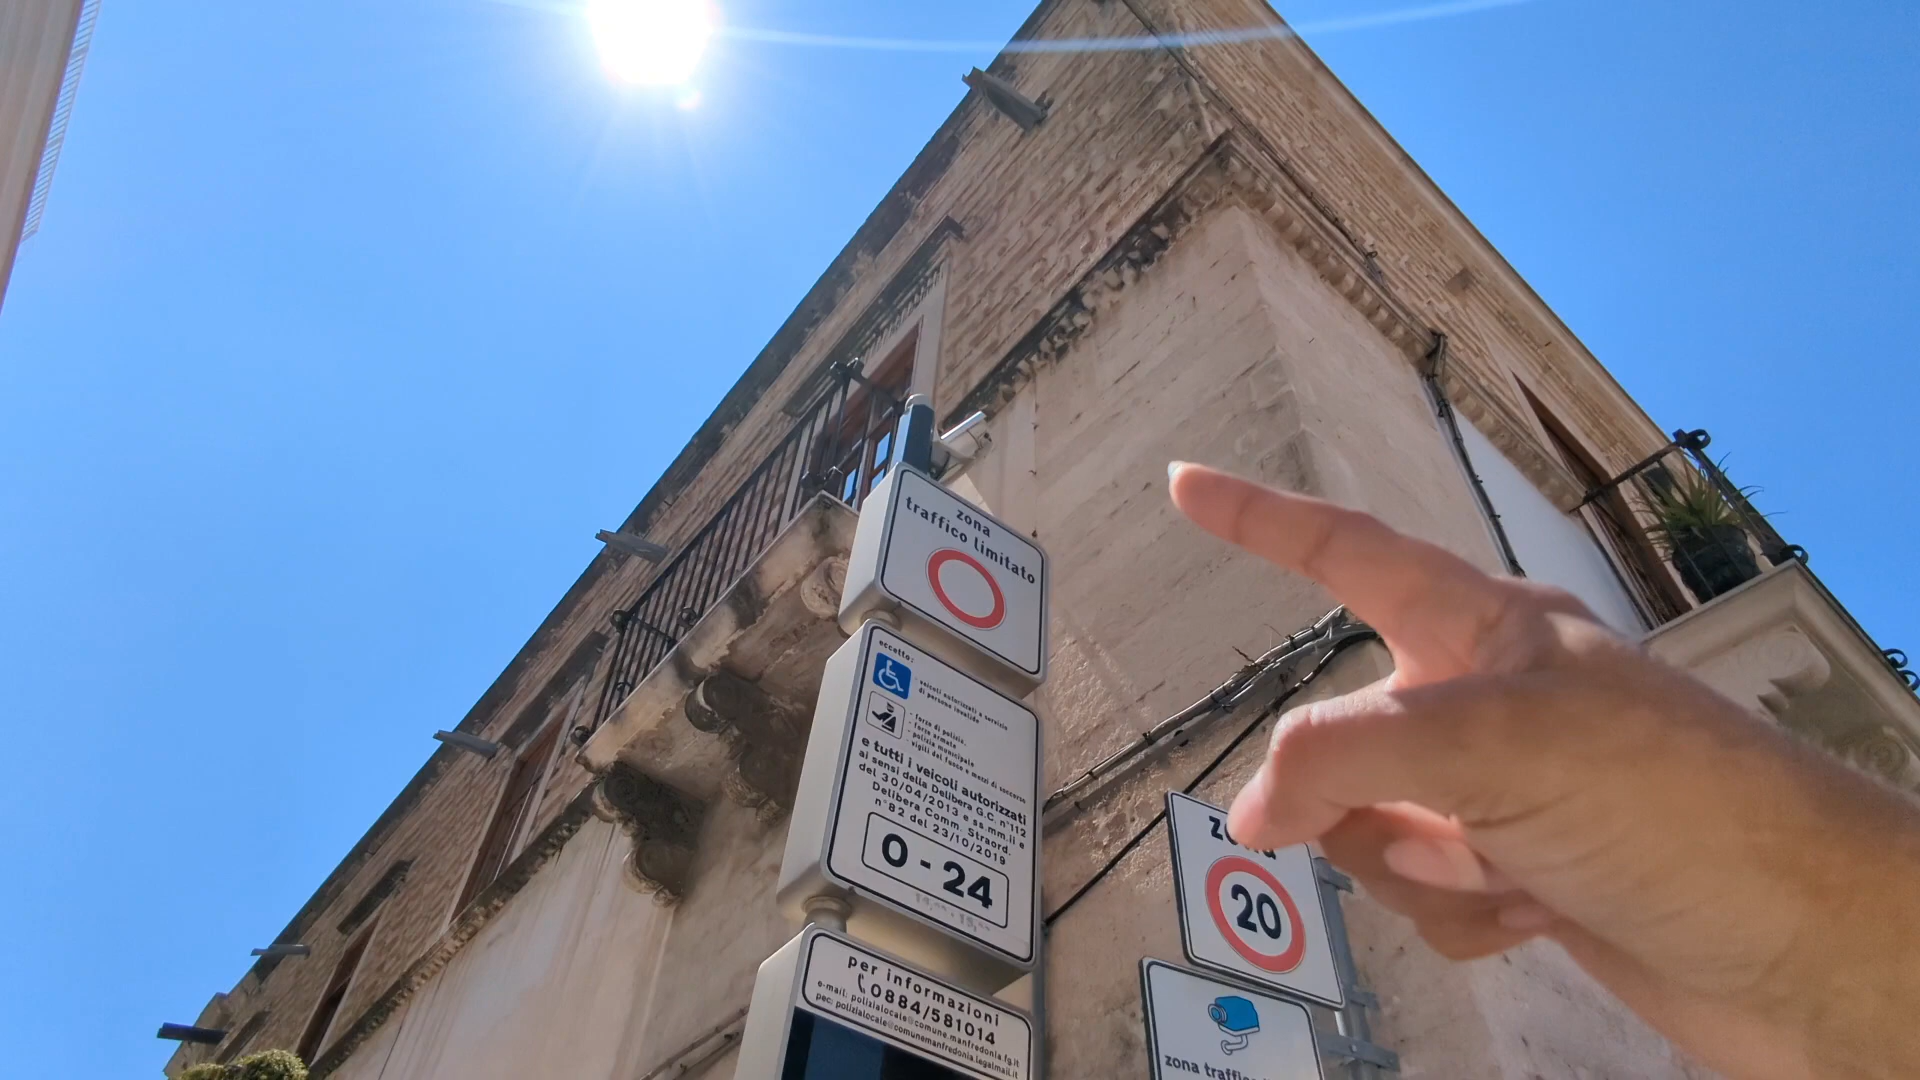 zona
traffico limitato
eccetto:
- veicoli autorizzati a servizio
di persone invalide
- forze di polizia,
- forze armate
- polizia municipale
- vigili del fuoco e mezzi di soccorso
e tutti i veicoli autorizzati
ai sensi della Delibera G.C. n°112
del 30/04/2013 e ss.mm.ii e
Delibera Comm. Straord.
n°82 del 23/10/2019
0 - 24
per informazioni
0884/581014
e-mail: polizialocale@comune.manfredonia.fg.it
pec: polizialocale@comunemanfredonia.legalmail.it
20
zona